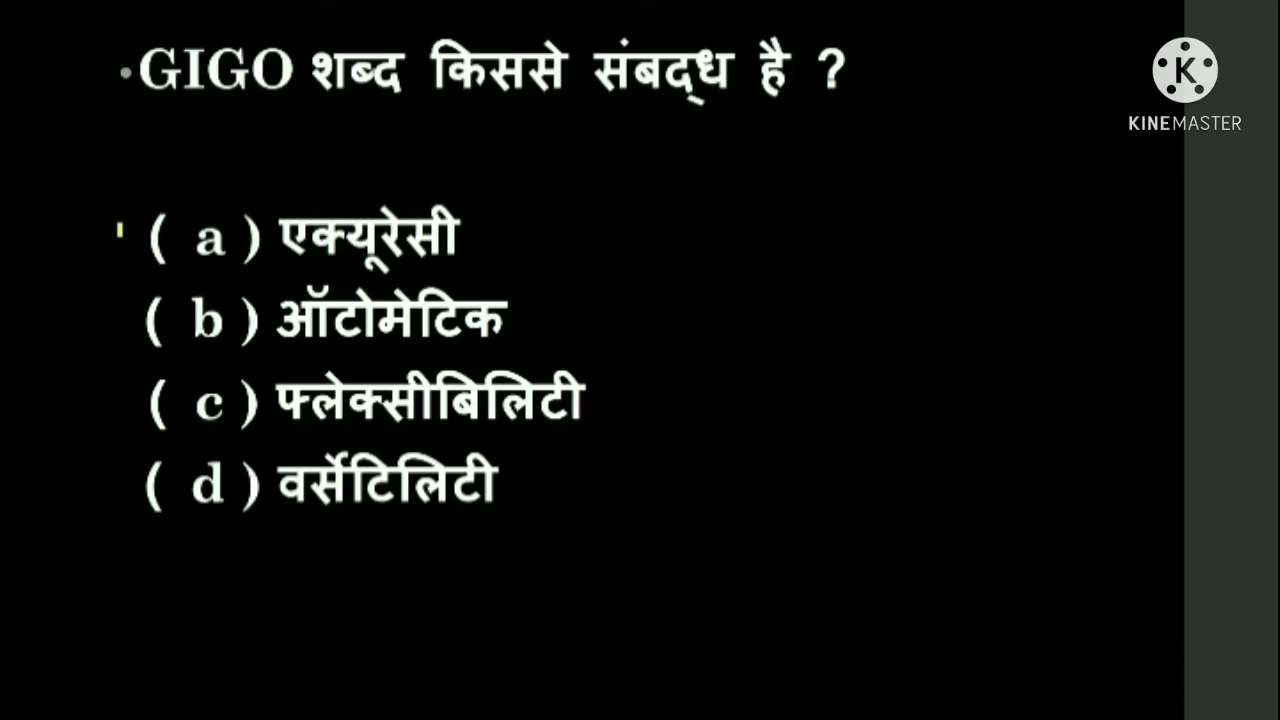 •GIGO शब्द किससे संबद्ध है ?
K
KINEMASTER
' ( a ) एक्यूरेसी
( b ) ऑटोमेटिक
( c ) फ्लेक्सीबिलिटी
( d ) वर्सेटिलिटी